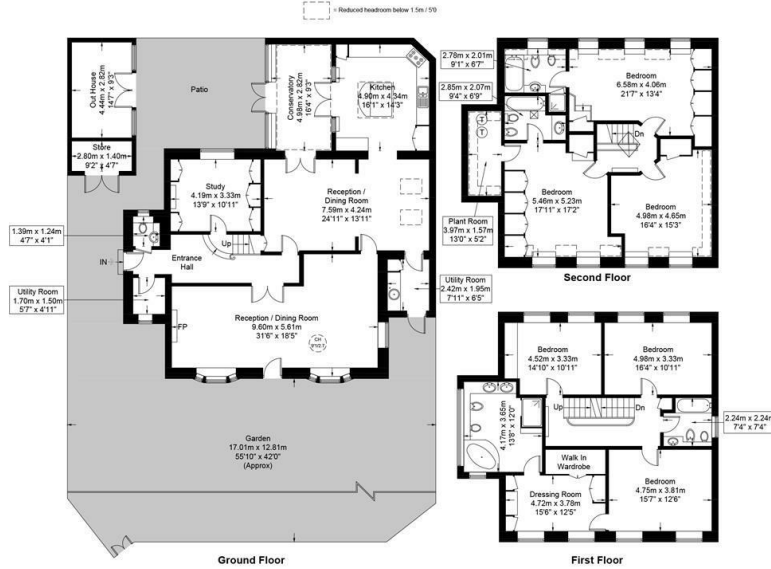 = Reduced headroom below 1.5m / 5'0
Out House
4.44m x 2.82m
14'7" x 9'3"
Patio
Conservatory
4.98m x 2.82m
16'4" x 9'3"
Kitchen
4.90m x 4.34m
16'1" x 14'3"
Store
2.80m x 1.40m
9'2" x 4'7"
Study
4.19m x 3.33m
13'9" x 10'11"
Reception /
Dining Room
7.59m x 4.24m
24'11" x 13'11"
1.39m x 1.24m
4'7" x 4'1"
IN
Up
Entrance
Hall
Utility Room
1.70m x 1.50m
5'7" x 4'11"
FP
Reception / Dining Room
9.60m x 5.61m
31'6" x 18'5"
CH
Utility Room
2.42m x 1.95m
7'11" x 6'5"
Garden
17.01m x 12.81m
55'10" x 42'0"
(Approx)
Ground Floor
2.78m x 2.01m
9'1" x 6'7"
2.85m x 2.07m
9'4" x 6'9"
Bedroom
6.58m x 4.06m
21'7" x 13'4"
T
T
Dn
Bedroom
5.46m x 5.23m
17'11" x 17'2"
Bedroom
4.98m x 4.65m
16'4" x 15'3"
Plant Room
3.97m x 1.57m
13'0" x 5'2"
Second Floor
Bedroom
4.52m x 3.33m
14'10" x 10'11"
Bedroom
4.98m x 3.33m
16'4" x 10'11"
4.17m x 3.65m
13'8" x 12'0"
Up
Dn
2.24m x 2.24m
7'4" x 7'4"
Walk In
Wardrobe
Dressing Room
4.72m x 3.78m
15'6" x 12'5"
Bedroom
4.75m x 3.81m
15'7" x 12'6"
First Floor